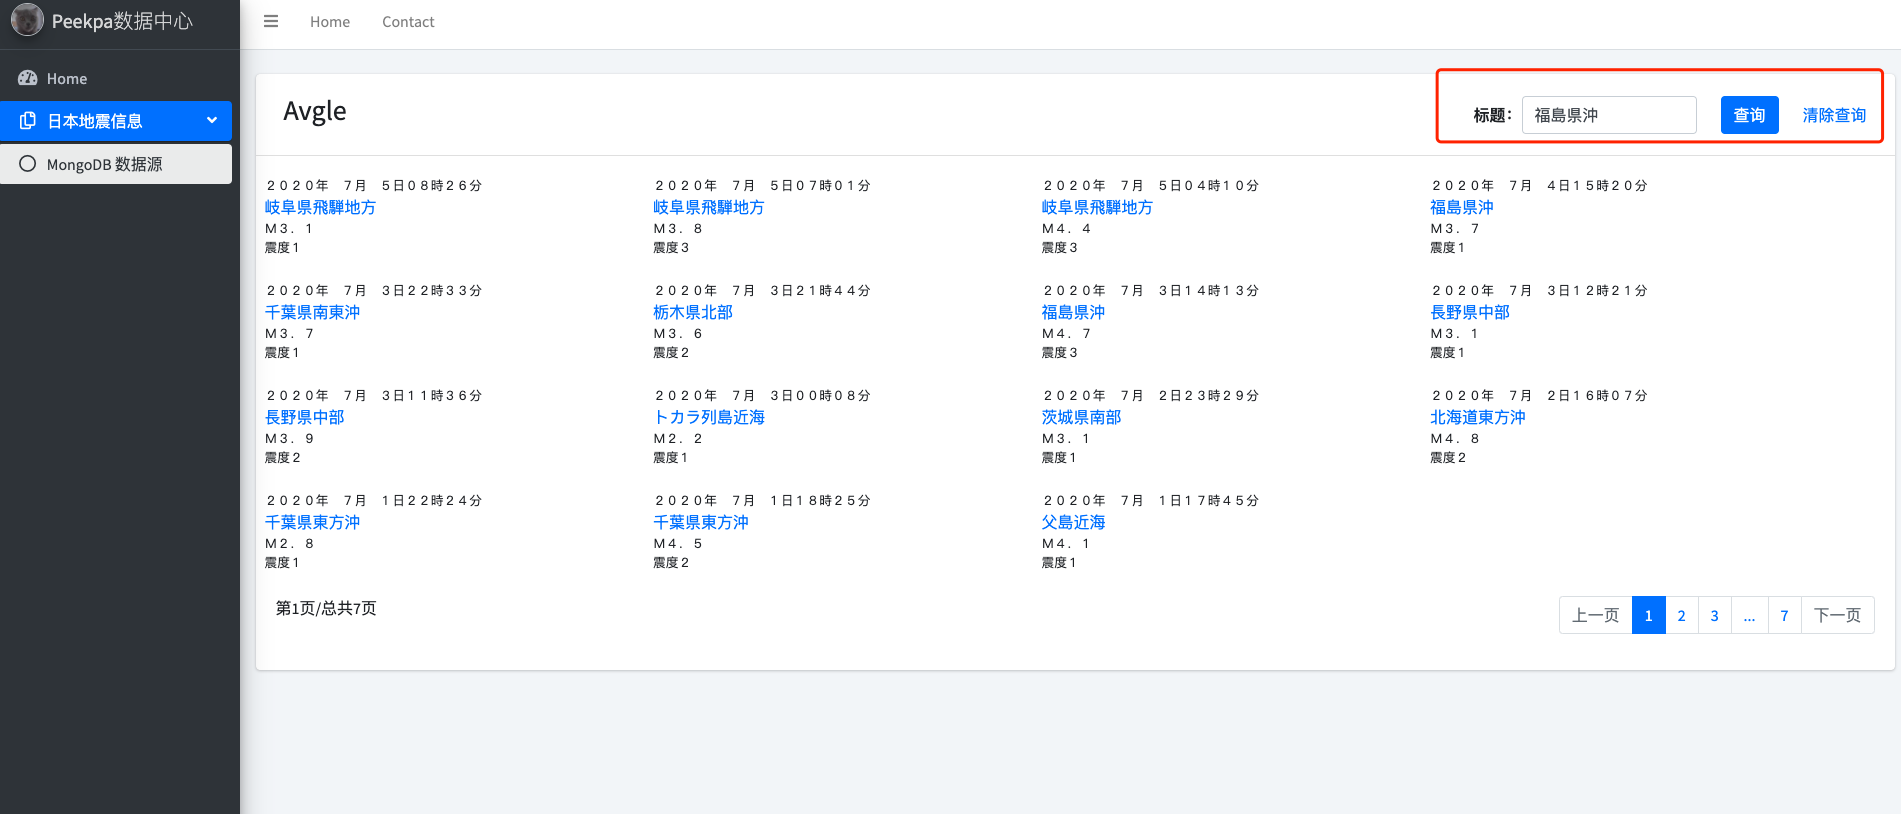 Peekpa数据中心
Home
Contact
Home
日本地震信息
MongoDB 数据源
Avgle
标题：
福島県沖
查询
清除查询
２０２０年　７月　５日０８時２６分
岐阜県飛騨地方
Ｍ３．１
震度１
２０２０年　７月　５日０７時０１分
岐阜県飛騨地方
Ｍ３．８
震度３
２０２０年　７月　５日０４時１０分
岐阜県飛騨地方
Ｍ４．４
震度３
２０２０年　７月　４日１５時２０分
福島県沖
Ｍ３．７
震度１
２０２０年　７月　３日２２時３３分
千葉県南東沖
Ｍ３．７
震度１
２０２０年　７月　３日２１時４４分
栃木県北部
Ｍ３．６
震度２
２０２０年　７月　３日１４時１３分
福島県沖
Ｍ４．７
震度３
２０２０年　７月　３日１２時２１分
長野県中部
Ｍ３．１
震度１
２０２０年　７月　３日１１時３６分
長野県中部
Ｍ３．９
震度２
２０２０年　７月　３日００時０８分
トカラ列島近海
Ｍ２．２
震度１
２０２０年　７月　２日２３時２９分
茨城県南部
Ｍ３．１
震度１
２０２０年　７月　２日１６時０７分
北海道東方沖
Ｍ４．８
震度２
２０２０年　７月　１日２２時２４分
千葉県東方沖
Ｍ２．８
震度１
２０２０年　７月　１日１８時２５分
千葉県東方沖
Ｍ４．５
震度２
２０２０年　７月　１日１７時４５分
父島近海
Ｍ４．１
震度１
第1页/总共7页
上一页
1
2
3
...
7
下一页